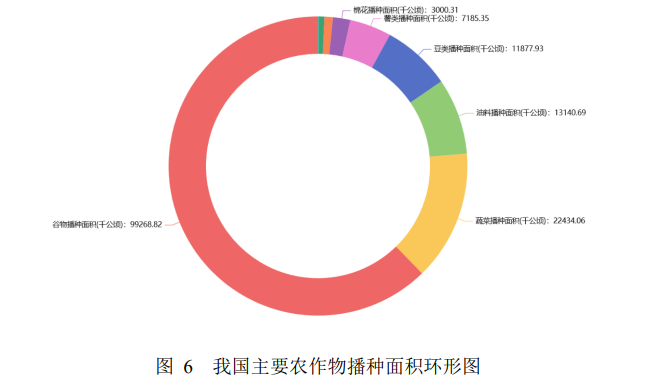 棉花播种面积(千公顷)：3000.31
薯类播种面积(千公顷)：7185.35
豆类播种面积(千公顷)：11877.93
油料播种面积(千公顷)：13140.69
蔬菜播种面积(千公顷)：22434.06
谷物播种面积(千公顷)：99268.82
图 6 我国主要农作物播种面积环形图